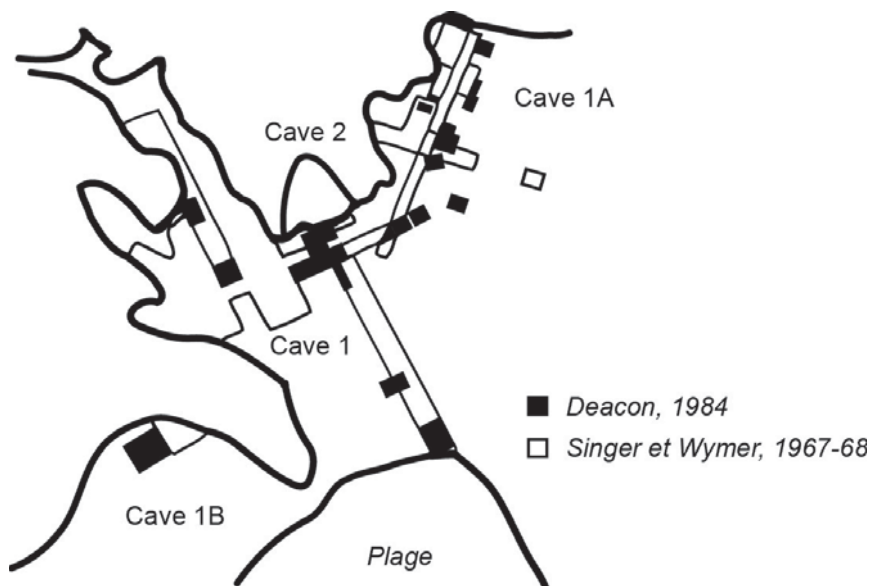 Cave 1A
Cave 2
Cave 1
Deacon, 1984
Singer et Wymer, 1967-68
Cave 1B
Plage